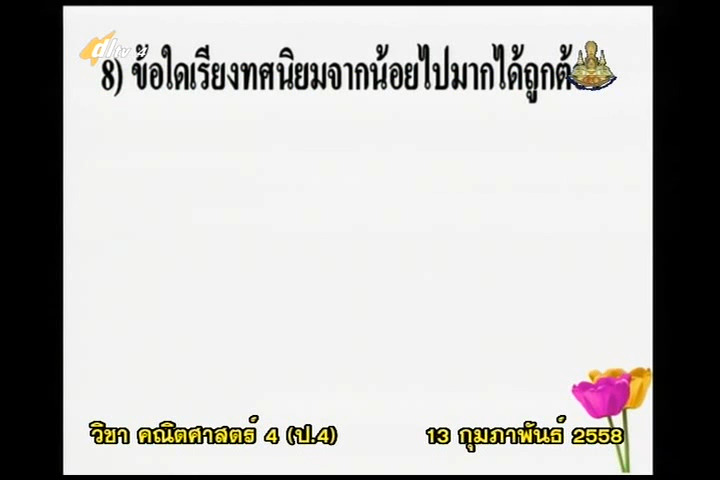 dltv 4
8) ข้อใดเรียงทศนิยมจากน้อยไปมากได้ถูกต้
วิชา คณิตศาสตร์ 4 (ป.4) 13 กุมภาพันธ์ 2558